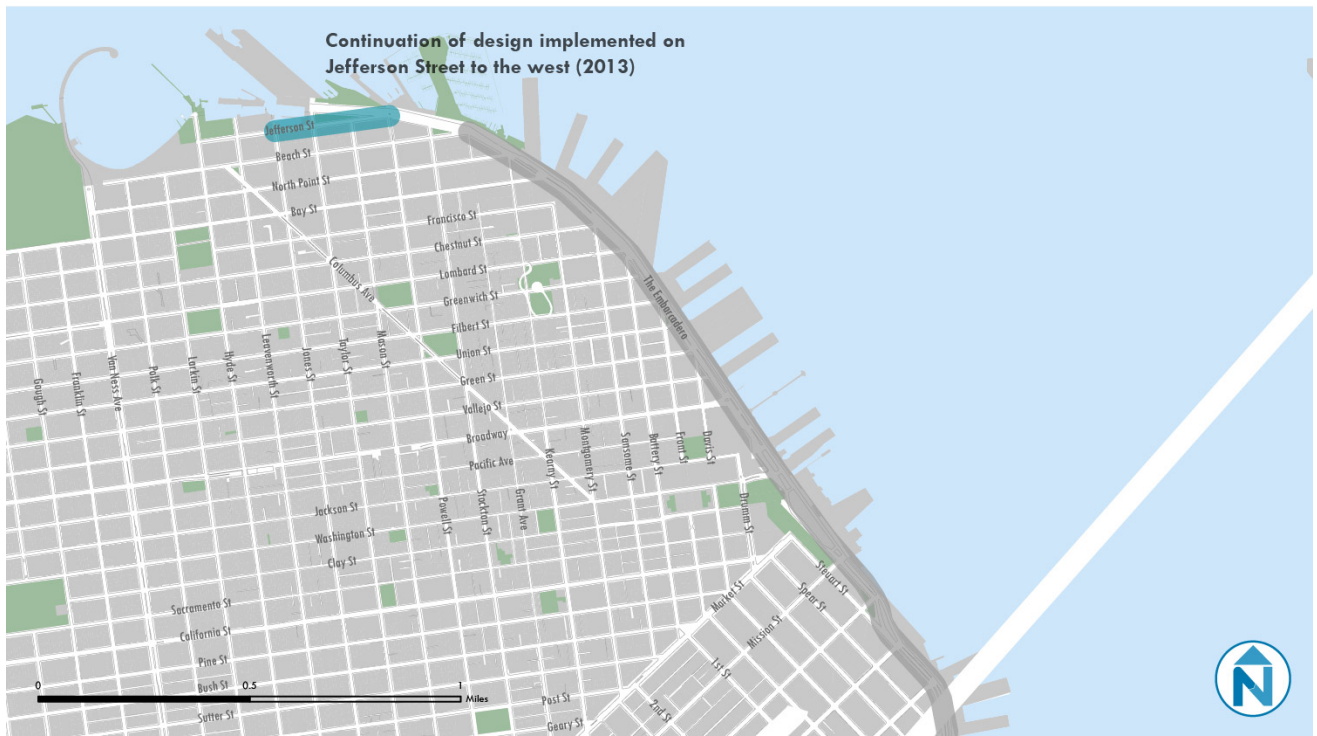 Continuation of design implemented on
Jefferson Street to the west (2013)
Jefferson St
Beach St
North Point St
Bay St
Francisco St
Chestnut St
Lombard St
Greenwich St
Columbus Ave
The Embarcadero
Filbert St
Union St
Green St
Vallejo St
Broadway
Pacific Ave
Gough St
Franklin St
Van Ness Ave
Polk St
Larkin St
Hyde St
Leavenworth St
Jones St
Taylor St
Mason St
Powell St
Stockton St
Grant Ave
Kearny St
Montgomery St
Sansome St
Battery St
Front St
Davis St
Drumm St
Jackson St
Washington St
Clay St
Sacramento St
California St
Pine St
Bush St
Sutter St
Post St
Geary St
Market St
Steuart St
Spear St
Mission St
1st St
2nd St
0 0.5 1
Miles
N